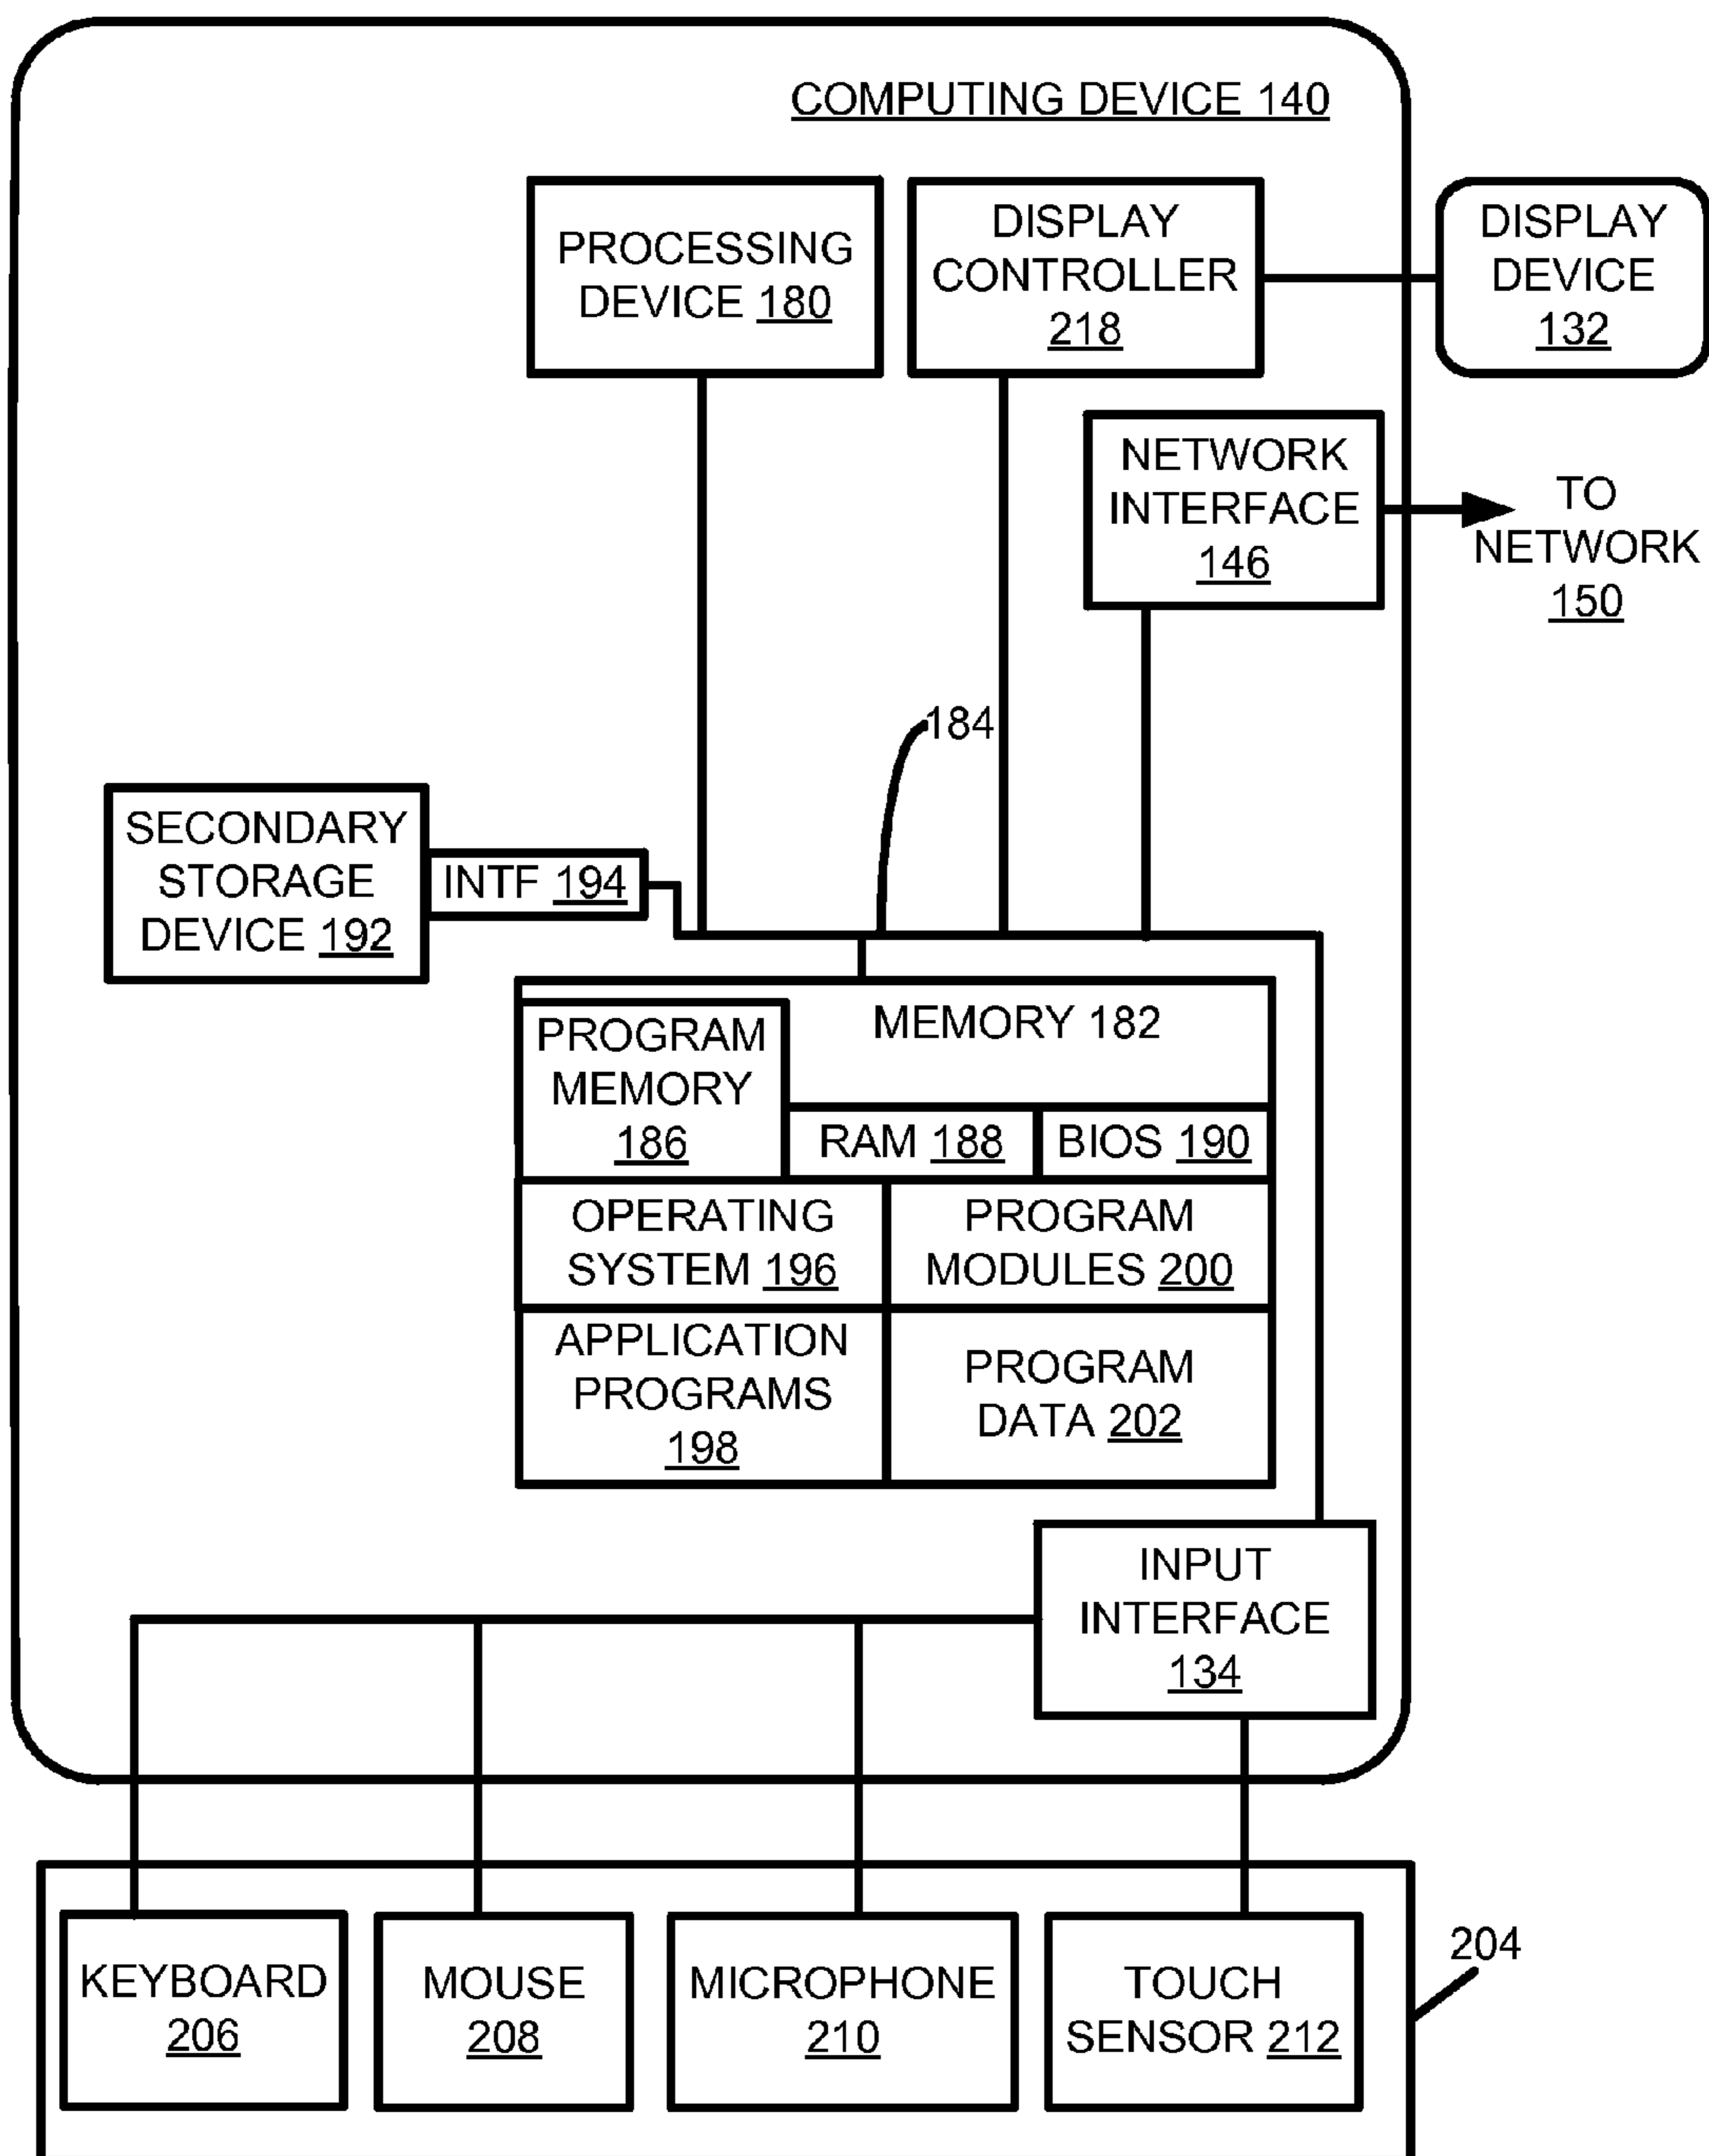 COMPUTING DEVICE 140
PROCESSING
DEVICE 180
DISPLAY
CONTROLLER
218
DISPLAY
DEVICE
132
NETWORK
INTERFACE
146
TO
NETWORK
150
184
SECONDARY
STORAGE
DEVICE 192
INTF 194
MEMORY 182
PROGRAM
MEMORY
186
RAM 188
BIOS 190
OPERATING
SYSTEM 196
PROGRAM
MODULES 200
APPLICATION
PROGRAMS
198
PROGRAM
DATA 202
INPUT
INTERFACE
134
204
KEYBOARD
206
MOUSE
208
MICROPHONE
210
TOUCH
SENSOR 212